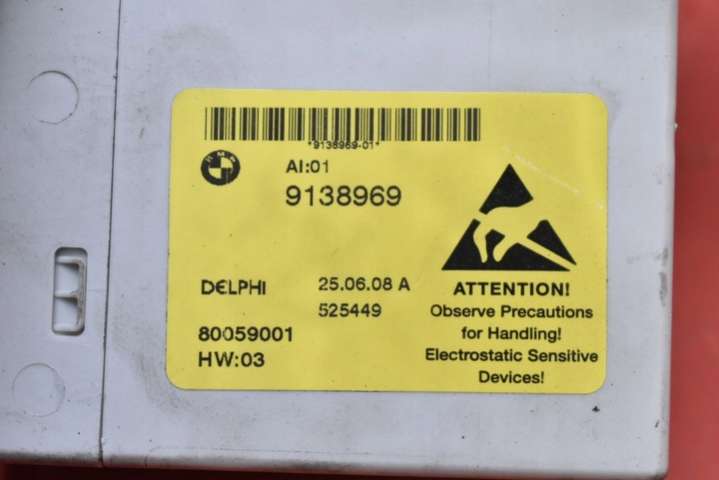 *9138969-01*
BMW
AI:01
9138969
DELPHI
25.06.08 A
525449
80059001
HW:03
ATTENTION!
Observe Precautions
for Handling!
Electrostatic Sensitive
Devices!